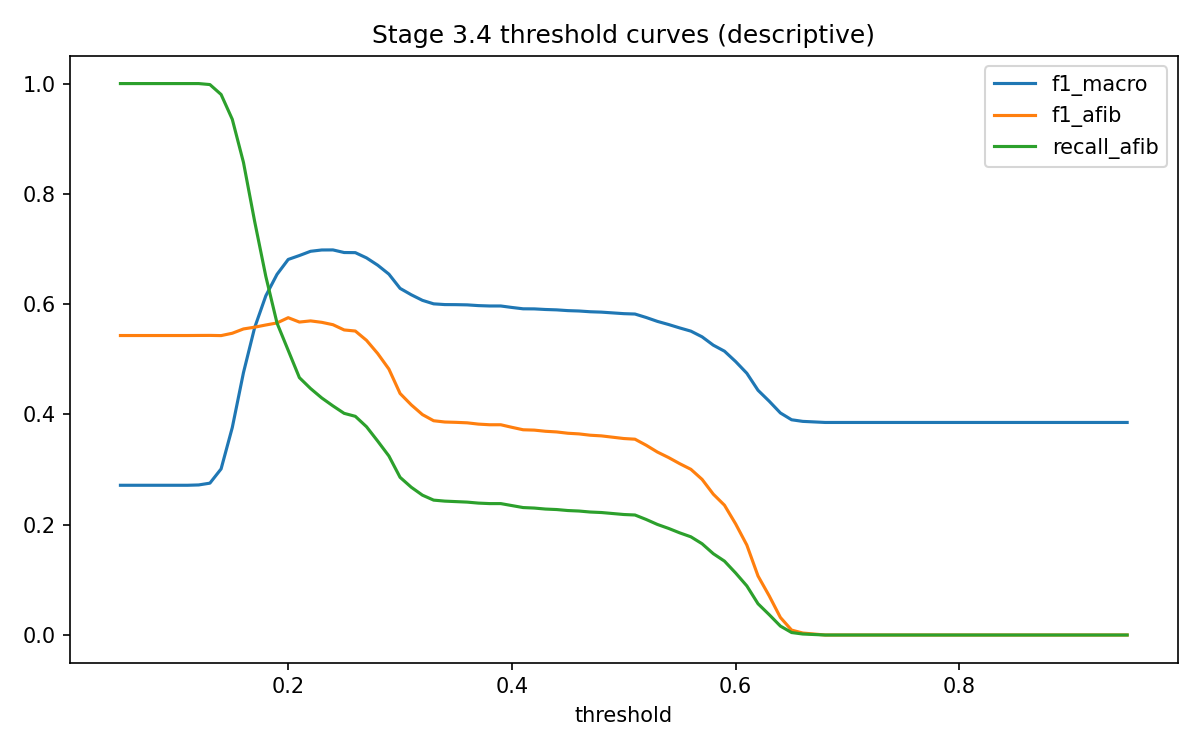 Stage 3.4 threshold curves (descriptive)
f1_macro
f1_afib
recall_afib
1.0
0.8
0.6
0.4
0.2
0.0
0.2 0.4 0.6 0.8
threshold